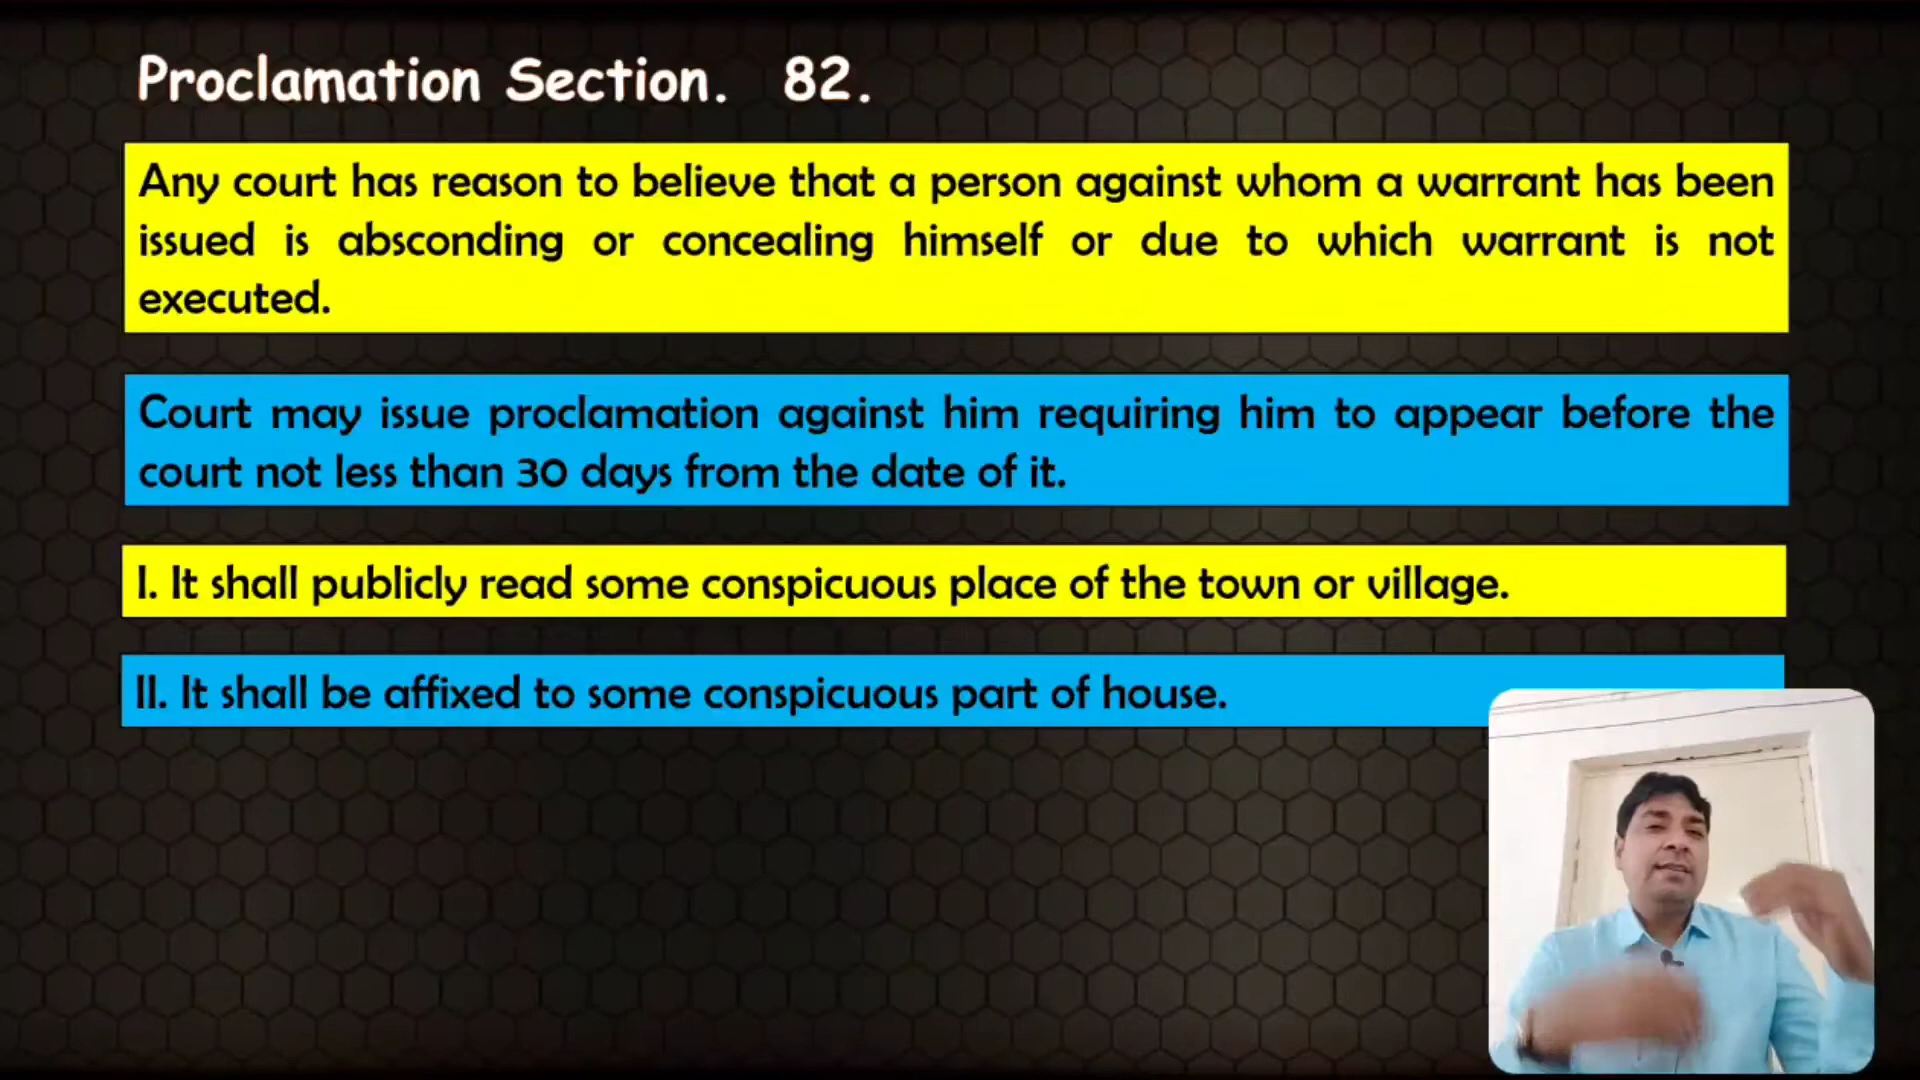 Proclamation Section. 82.
Any court has reason to believe that a person against whom a warrant has been
issued is absconding or concealing himself or due to which warrant is not
executed.
Court may issue proclamation against him requiring him to appear before the
court not less than 30 days from the date of it.
I. It shall publicly read some conspicuous place of the town or village.
II. It shall be affixed to some conspicuous part of house.